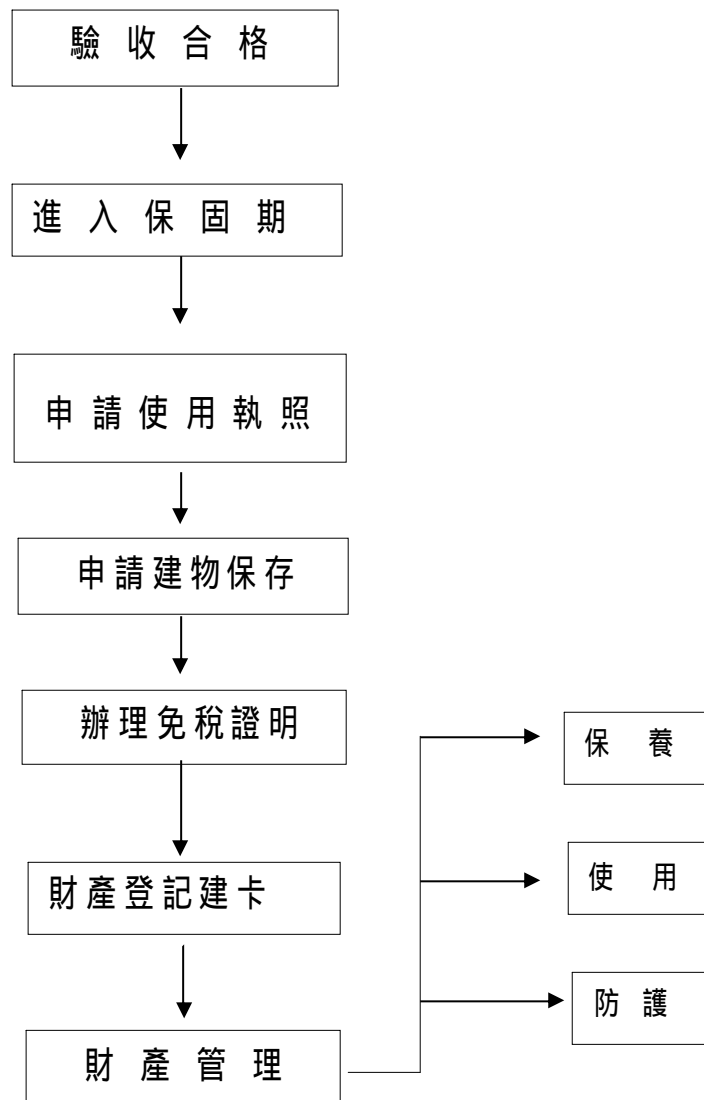 驗收合格
進入保固期
申請使用執照
申請建物保存
辦理免稅證明
財產登記建卡
財產管理
保養
使用
防護